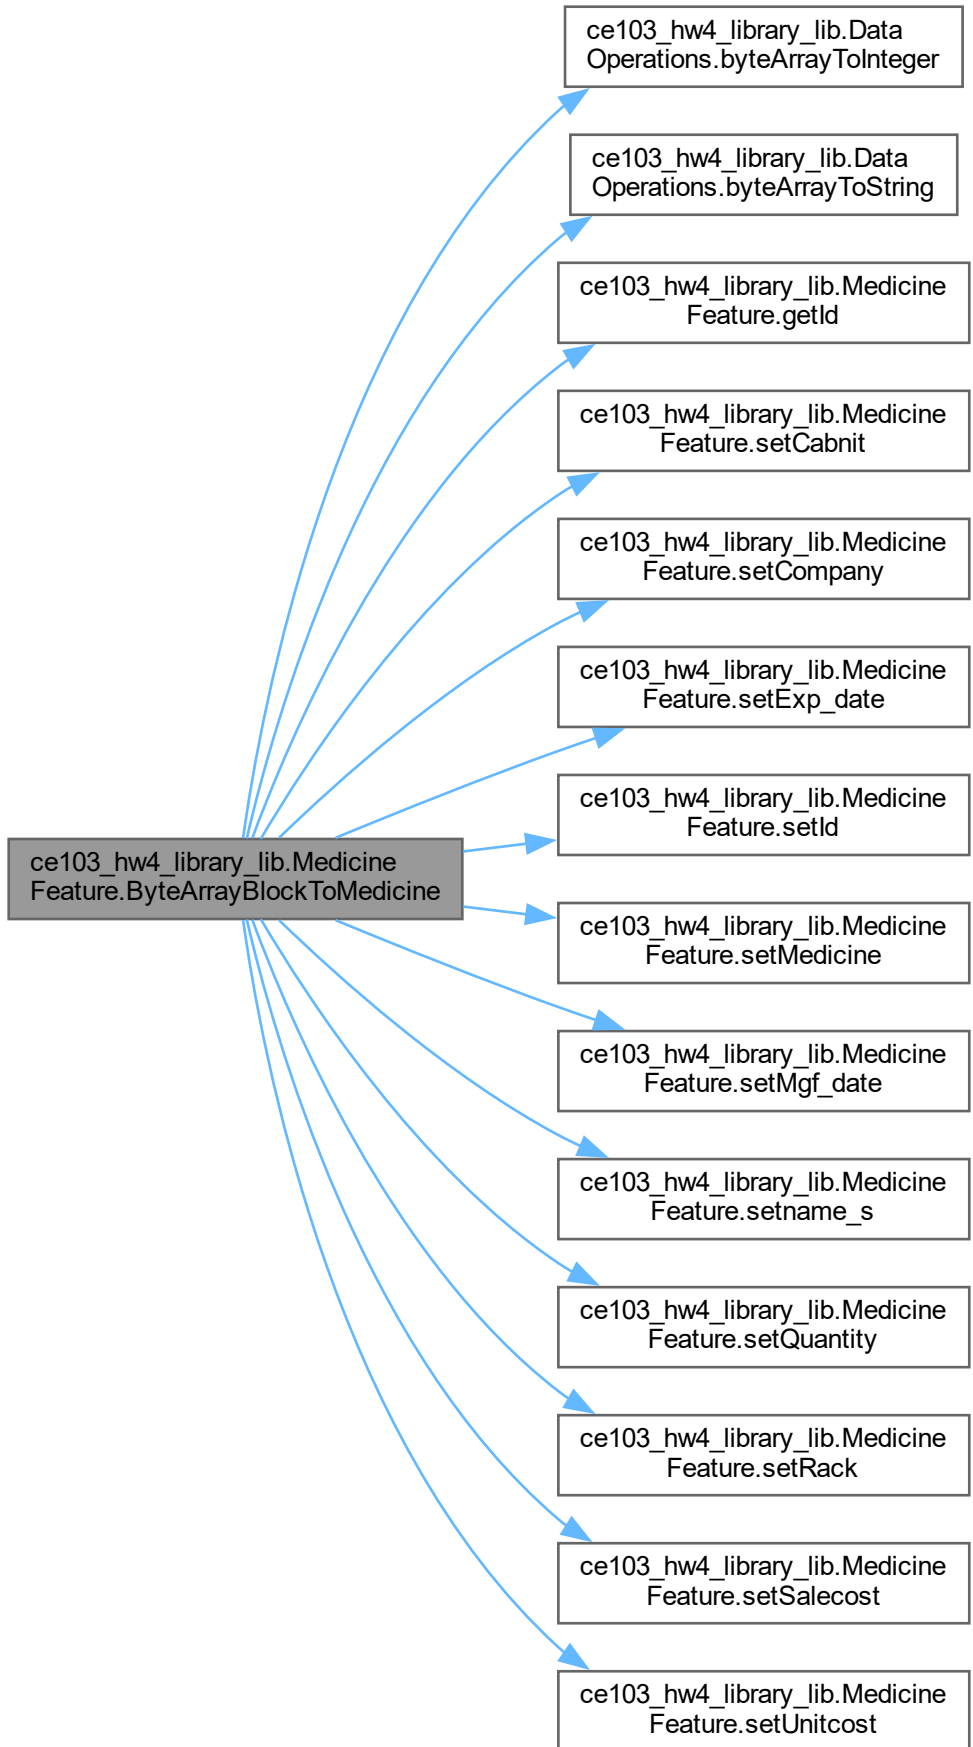 ce103_hw4_library_lib.Data
Operations.byteArrayToInteger
ce103_hw4_library_lib.Data
Operations.byteArrayToString
ce103_hw4_library_lib.Medicine
Feature.getId
ce103_hw4_library_lib.Medicine
Feature.setCabnit
ce103_hw4_library_lib.Medicine
Feature.setCompany
ce103_hw4_library_lib.Medicine
Feature.setExp_date
ce103_hw4_library_lib.Medicine
Feature.setId
ce103_hw4_library_lib.Medicine
Feature.ByteArrayBlockToMedicine
ce103_hw4_library_lib.Medicine
Feature.setMedicine
ce103_hw4_library_lib.Medicine
Feature.setMgf_date
ce103_hw4_library_lib.Medicine
Feature.setname_s
ce103_hw4_library_lib.Medicine
Feature.setQuantity
ce103_hw4_library_lib.Medicine
Feature.setRack
ce103_hw4_library_lib.Medicine
Feature.setSalecost
ce103_hw4_library_lib.Medicine
Feature.setUnitcost